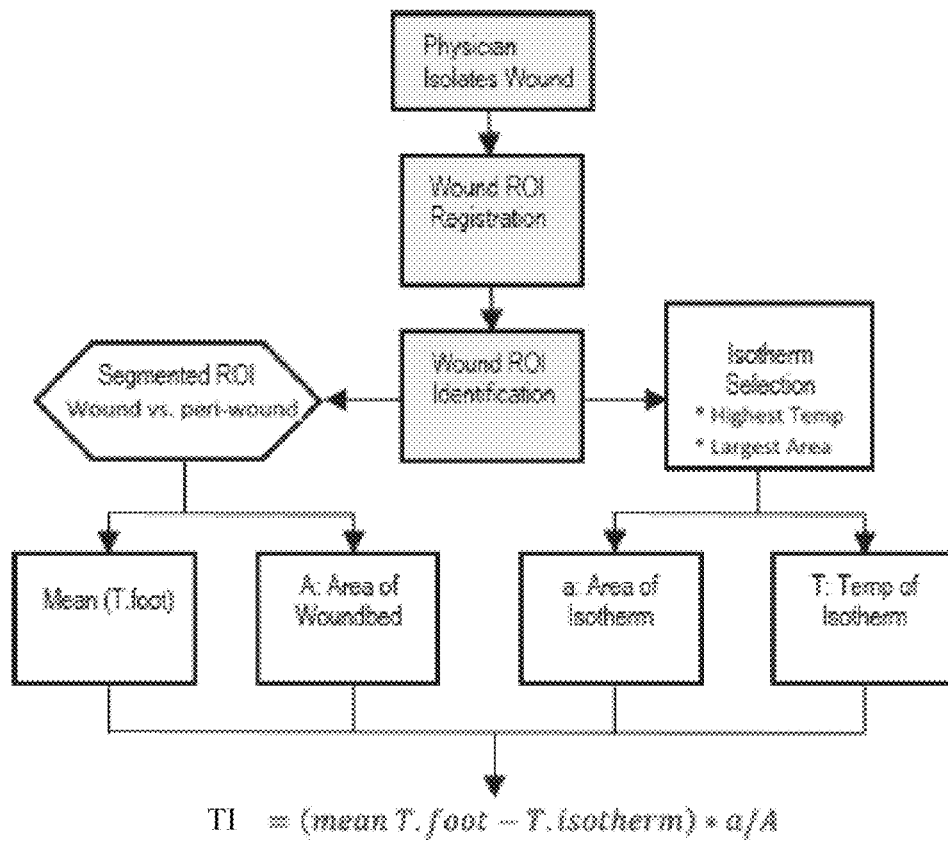 Physician
Isolates Wound
Wound ROI
Registration
Wound ROI
Identification
Segmented ROI
Wound vs. peri-wound
Isotherm
Selection
* Highest Temp
* Largest Area
Mean (T.foot)
A: Area of
Woundbed
a: Area of
Isotherm
T: Temp of
Isotherm
TI = (mean T.foot − T.isotherm) * a/A